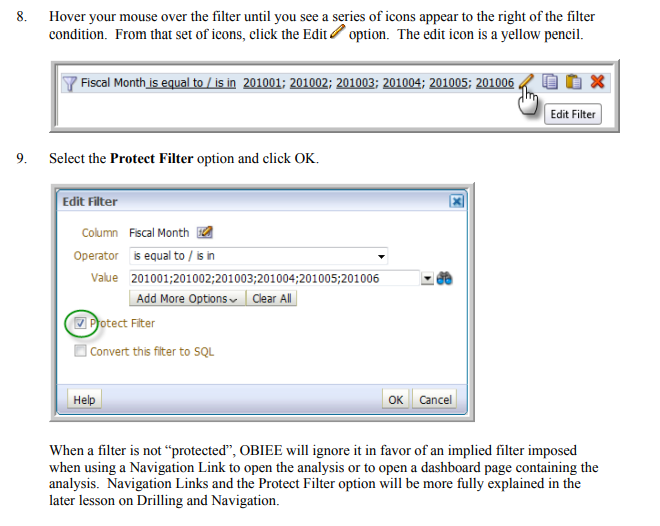 8. Hover your mouse over the filter until you see a series of icons appear to the right of the filter
condition. From that set of icons, click the Edit option. The edit icon is a yellow pencil.
Fiscal Month is equal to / is in 201001; 201002; 201003; 201004; 201005; 201006
Edit Filter
9. Select the Protect Filter option and click OK.
Edit Filter
Column Fiscal Month
Operator is equal to / is in
Value 201001;201002;201003;201004;201005;201006
Add More Options Clear All
Protect Filter
Convert this filter to SQL
Help OK Cancel
When a filter is not “protected”, OBIEE will ignore it in favor of an implied filter imposed
when using a Navigation Link to open the analysis or to open a dashboard page containing the
analysis. Navigation Links and the Protect Filter option will be more fully explained in the
later lesson on Drilling and Navigation.